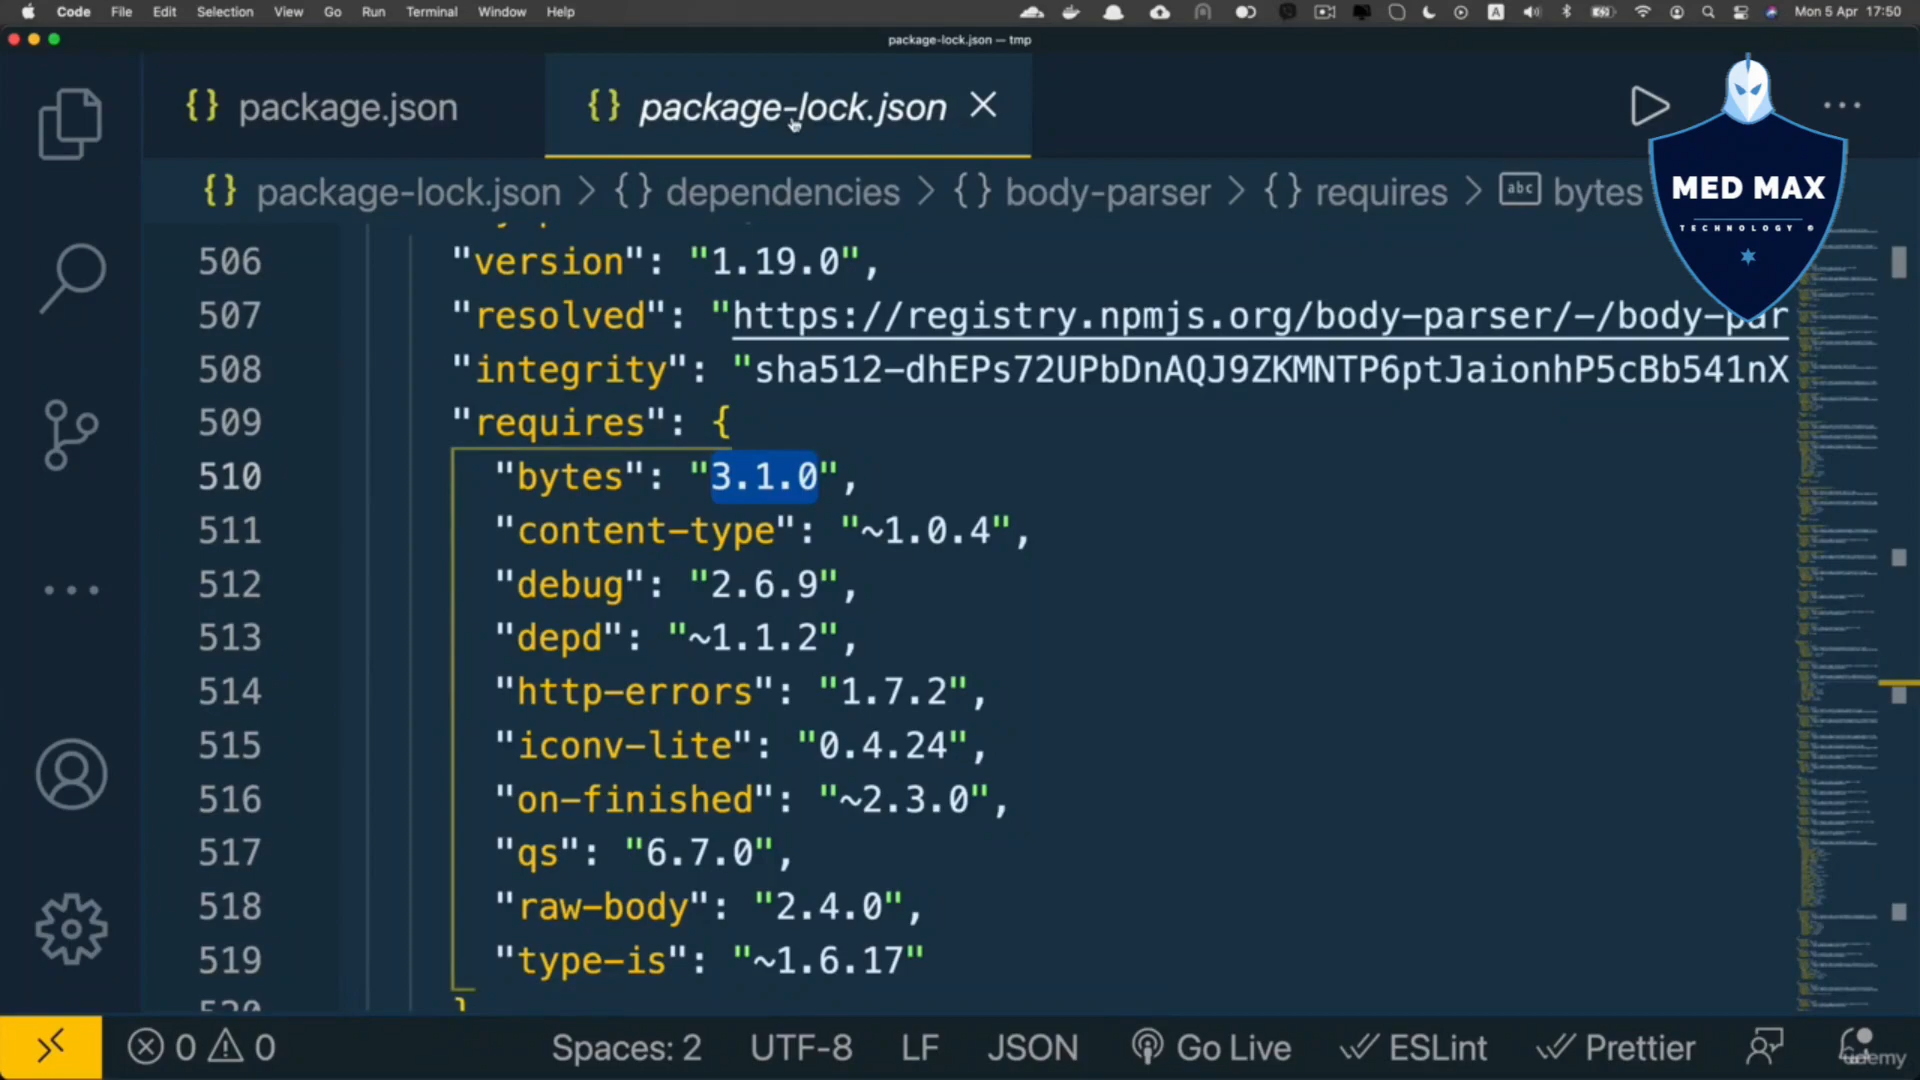 Code File Edit Selection View Go Run Terminal Window Help A Mon 5 Apr 17:50
package-lock.json — tmp
{} package.json {} package-lock.json ×
{} package-lock.json > {} dependencies > {} body-parser > {} requires > abc bytes
MED MAX
TECHNOLOGY
506 "version": "1.19.0",
507 "resolved": "https://registry.npmjs.org/body-parser/-/body-par
508 "integrity": "sha512-dhEPs72UPbDnAQJ9ZKMNTP6ptJaionhP5cBb541nX
509 "requires": {
510 "bytes": "3.1.0",
511 "content-type": "~1.0.4",
512 "debug": "2.6.9",
513 "depd": "~1.1.2",
514 "http-errors": "1.7.2",
515 "iconv-lite": "0.4.24",
516 "on-finished": "~2.3.0",
517 "qs": "6.7.0",
518 "raw-body": "2.4.0",
519 "type-is": "~1.6.17"
520 }
0 0 Spaces: 2 UTF-8 LF JSON Go Live ESLint Prettier
udemy